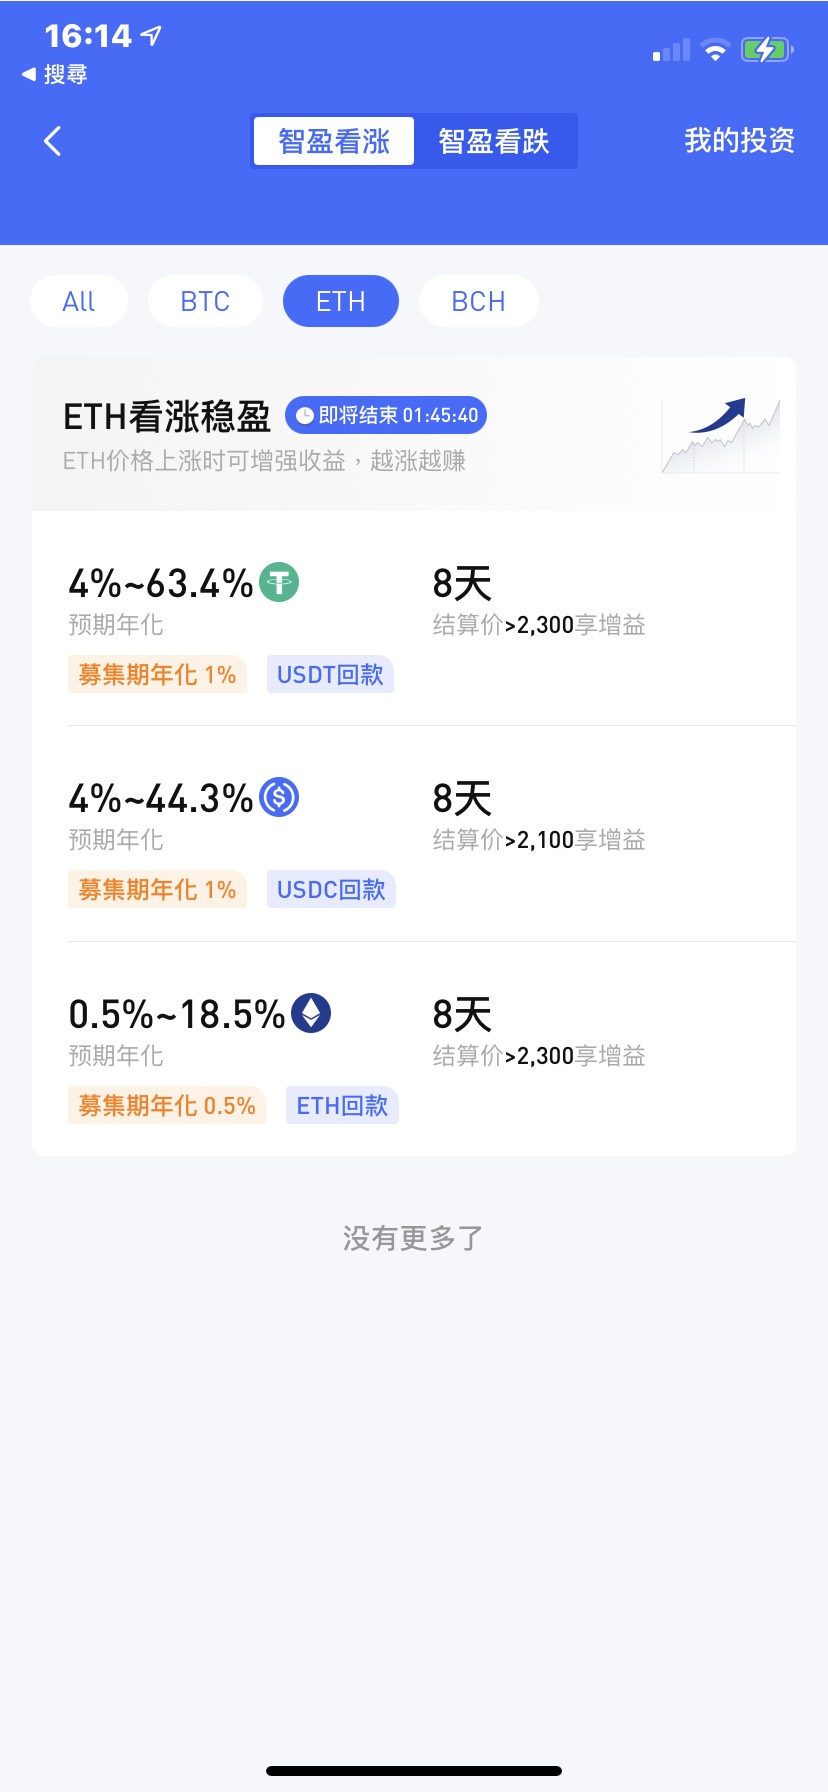 16:14
搜尋
智盈看涨 智盈看跌 我的投资
All BTC ETH BCH
ETH看涨稳盈 即将结束 01:45:40
ETH价格上涨时可增强收益，越涨越赚
4%~63.4% 8天
预期年化 结算价>2,300享增益
募集期年化 1% USDT回款
4%~44.3% 8天
预期年化 结算价>2,100享增益
募集期年化 1% USDC回款
0.5%~18.5% 8天
预期年化 结算价>2,300享增益
募集期年化 0.5% ETH回款
没有更多了